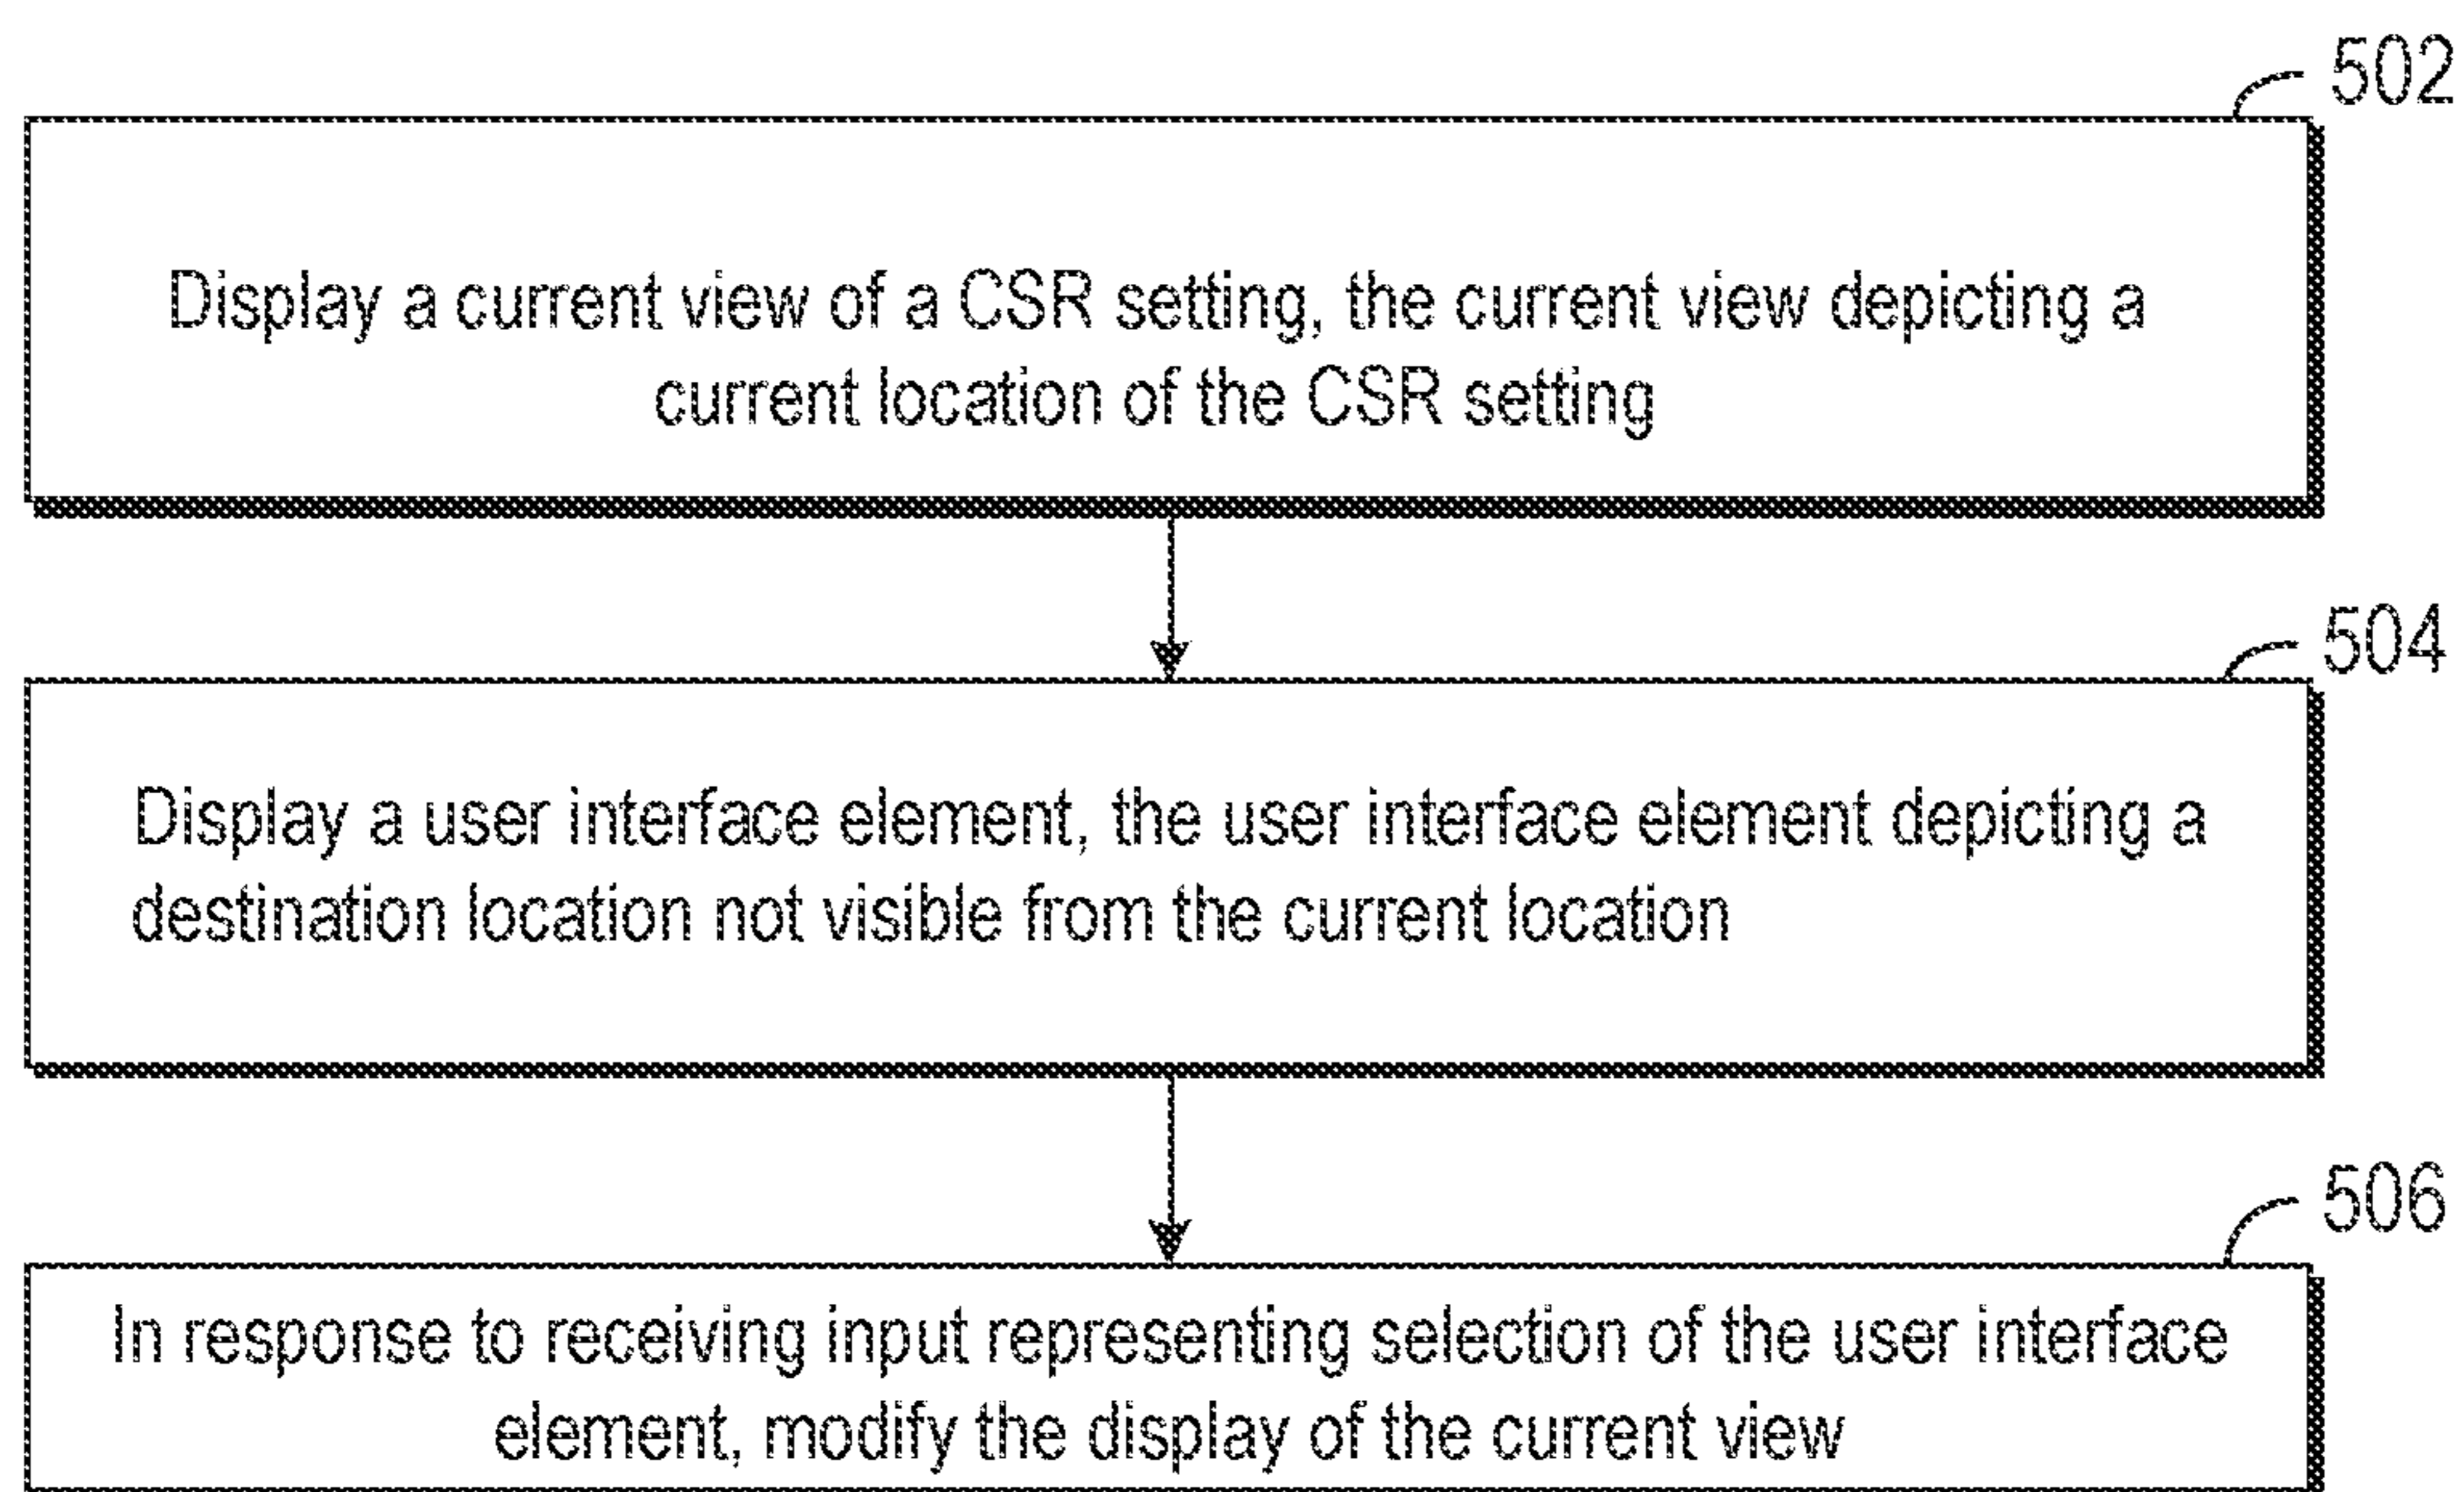 502
Display a current view of a CSR setting, the current view depicting a
current location of the CSR setting
504
Display a user interface element, the user interface element depicting a
destination location not visible from the current location
506
In response to receiving input representing selection of the user interface
element, modify the display of the current view